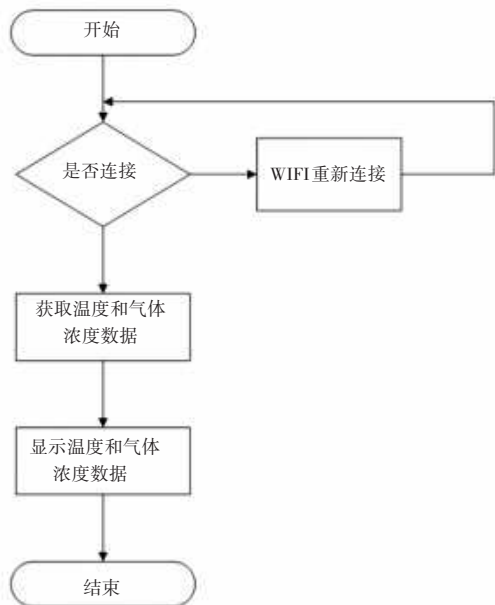 开始
是否连接
WIFI重新连接
获取温度和气体
浓度数据
显示温度和气体
浓度数据
结束